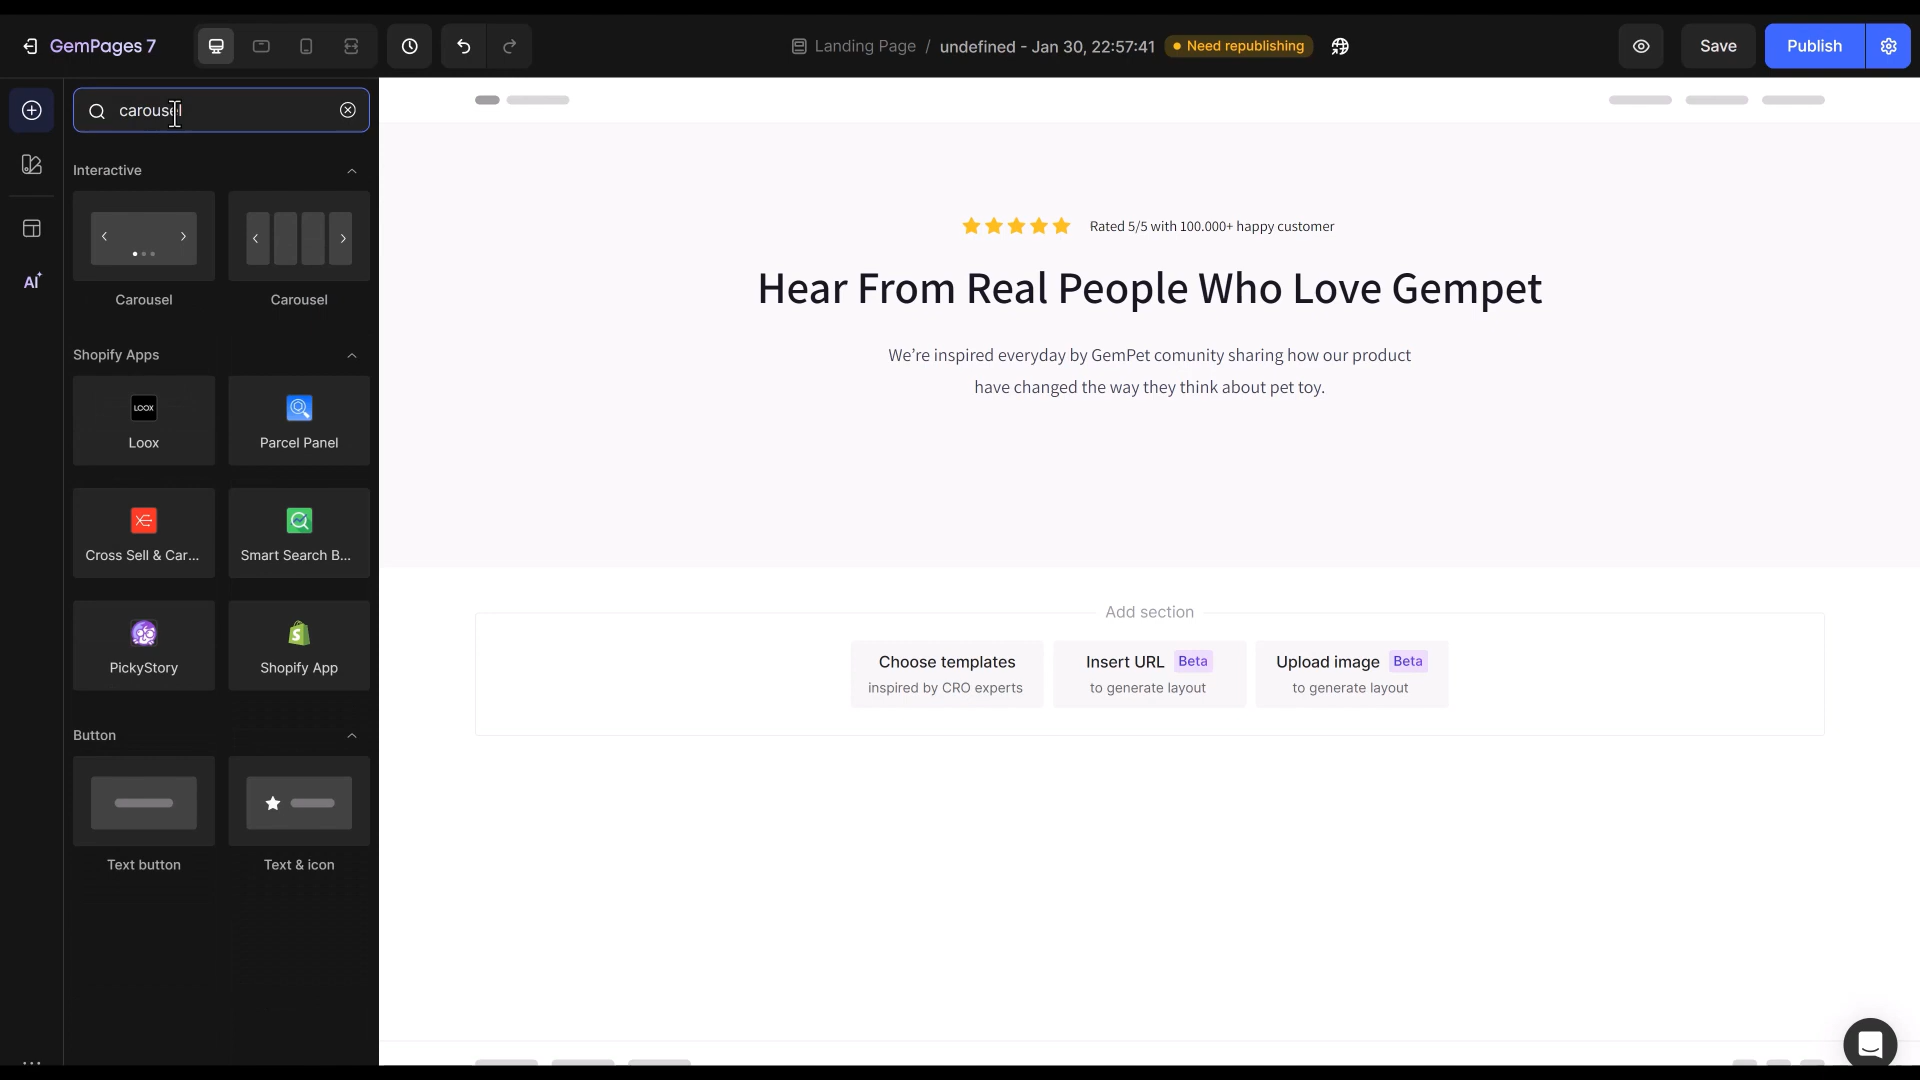 GemPages 7
Landing Page / undefined - Jan 30, 22:57:41 Need republishing
Save
Publish
carousel
Interactive
Carousel
Carousel
Shopify Apps
LOOX
Loox
Parcel Panel
Cross Sell & Car...
Smart Search B...
PickyStory
Shopify App
Button
Text button
Text & icon
AI
Rated 5/5 with 100.000+ happy customer
Hear From Real People Who Love Gempet
We’re inspired everyday by GemPet comunity sharing how our product
have changed the way they think about pet toy.
Add section
Choose templates
inspired by CRO experts
Insert URL Beta
to generate layout
Upload image Beta
to generate layout